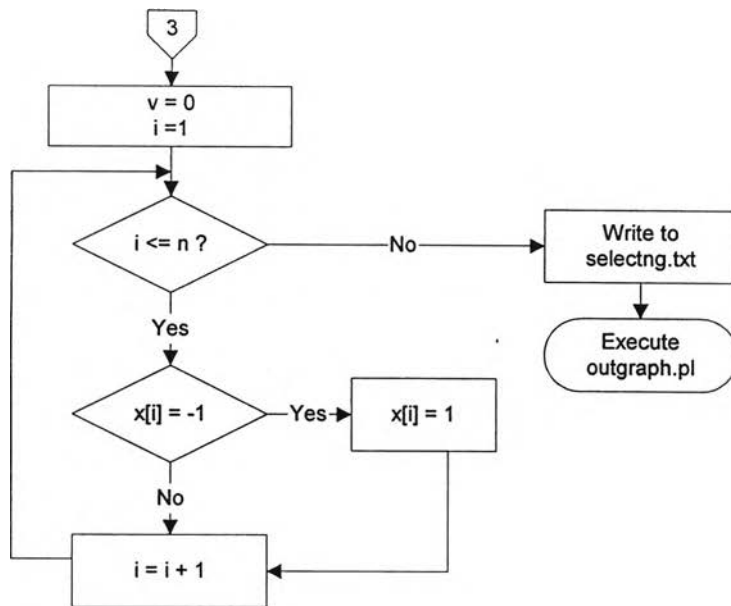 3
v = 0
i =1
i <= n ?
No
Write to
selectng.txt
Yes
Execute
outgraph.pl
x[i] = -1
Yes
x[i] = 1
No
i = i + 1